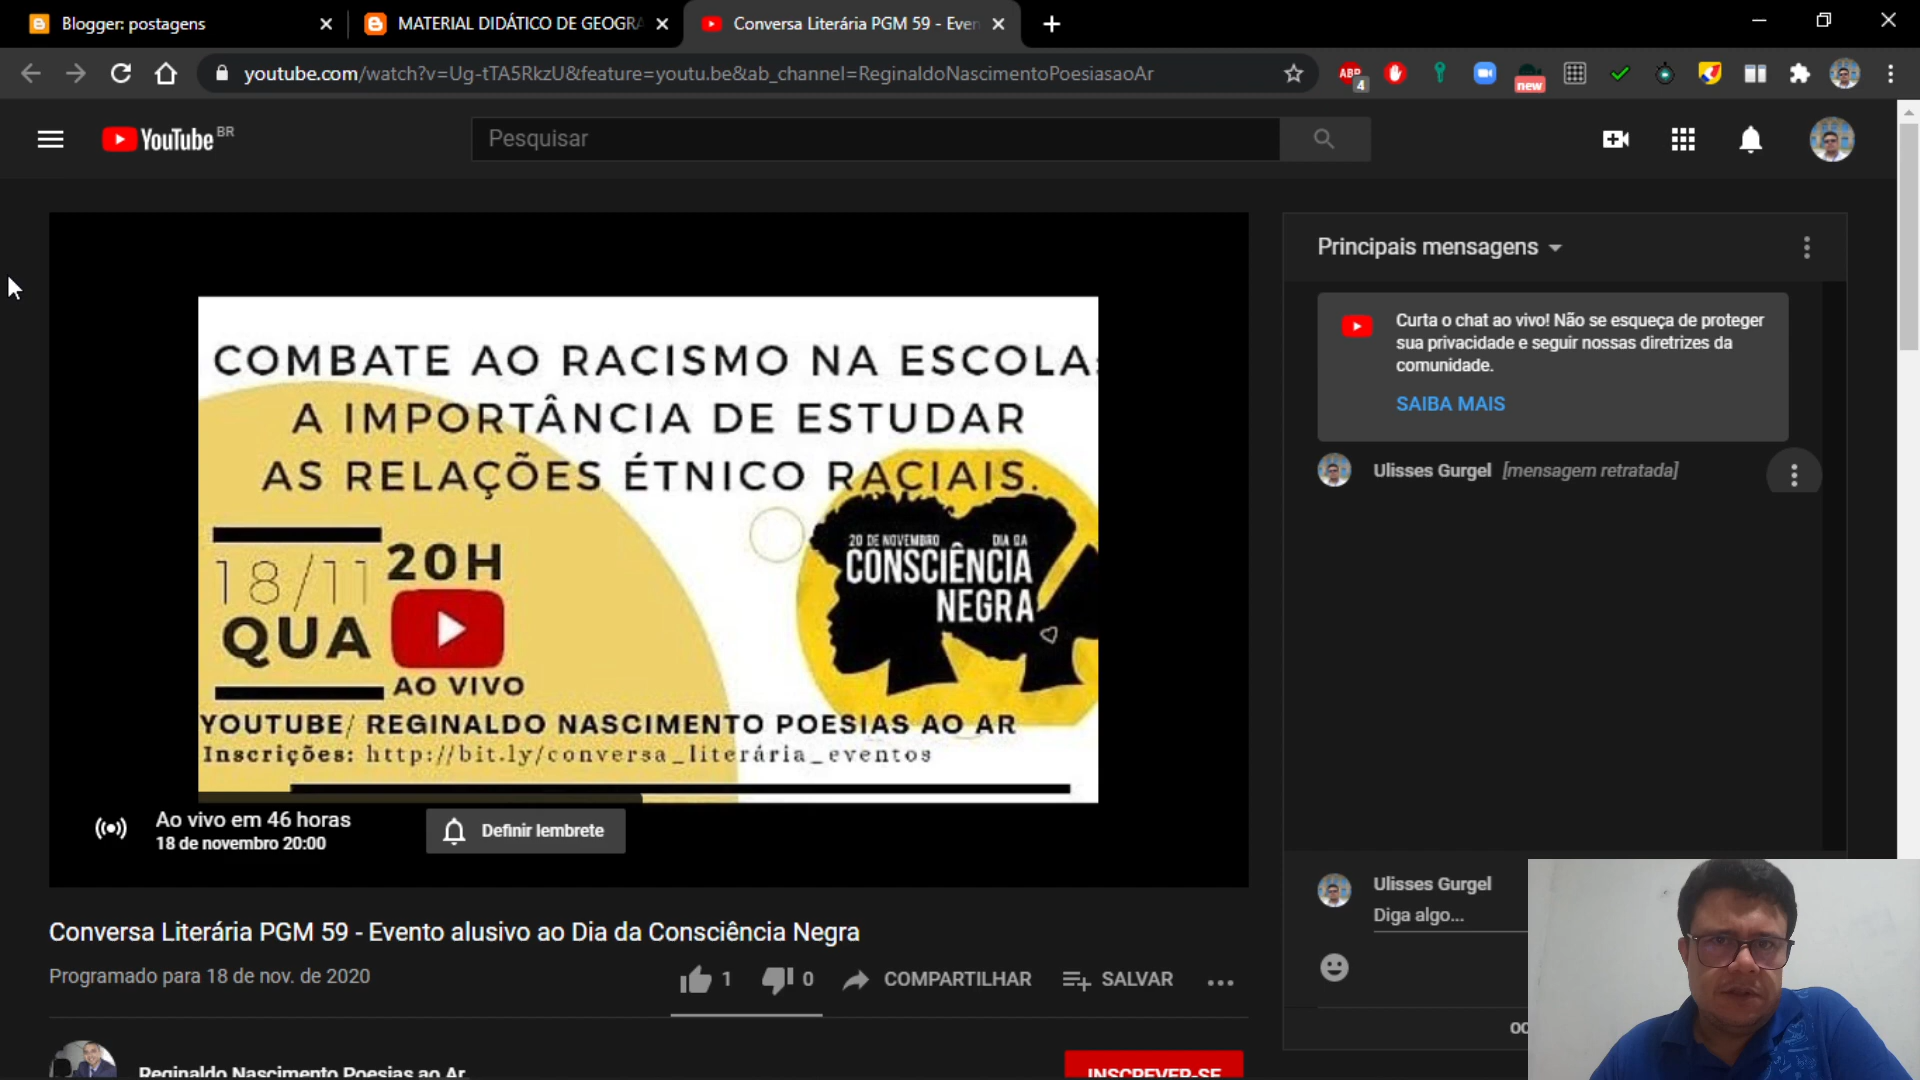 Blogger: postagens
MATERIAL DIDÁTICO DE GEOGRA
Conversa Literária PGM 59 - Even
youtube.com/watch?v=Ug-tTA5RkzU&feature=youtu.be&ab_channel=ReginaldoNascimentoPoesiasaoAr
ABP
4
new
YouTube BR
Pesquisar
COMBATE AO RACISMO NA ESCOLA:
A IMPORTÂNCIA DE ESTUDAR
AS RELAÇÕES ÉTNICO RACIAIS.
18/11
QUA
20H
AO VIVO
20 DE NOVEMBRO DIA DA
CONSCIÊNCIA
NEGRA
YOUTUBE/ REGINALDO NASCIMENTO POESIAS AO AR
Inscrições: http://bit.ly/conversa_literária_eventos
Ao vivo em 46 horas
18 de novembro 20:00
Definir lembrete
Conversa Literária PGM 59 - Evento alusivo ao Dia da Consciência Negra
Programado para 18 de nov. de 2020
1
0
COMPARTILHAR
SALVAR
Reginaldo Nascimento Poesias ao Ar
INSCREVER-SE
Principais mensagens
Curta o chat ao vivo! Não se esqueça de proteger
sua privacidade e seguir nossas diretrizes da
comunidade.
SAIBA MAIS
Ulisses Gurgel [mensagem retratada]
Ulisses Gurgel
Diga algo...